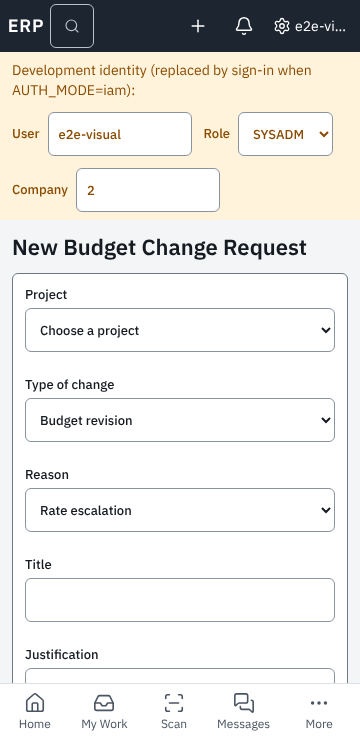 ERP
e2e-vi...
Development identity (replaced by sign-in when
AUTH_MODE=iam):
User e2e-visual Role SYSADM
Company 2
New Budget Change Request
Project
Choose a project
Type of change
Budget revision
Reason
Rate escalation
Title
Justification
Home My Work Scan Messages More